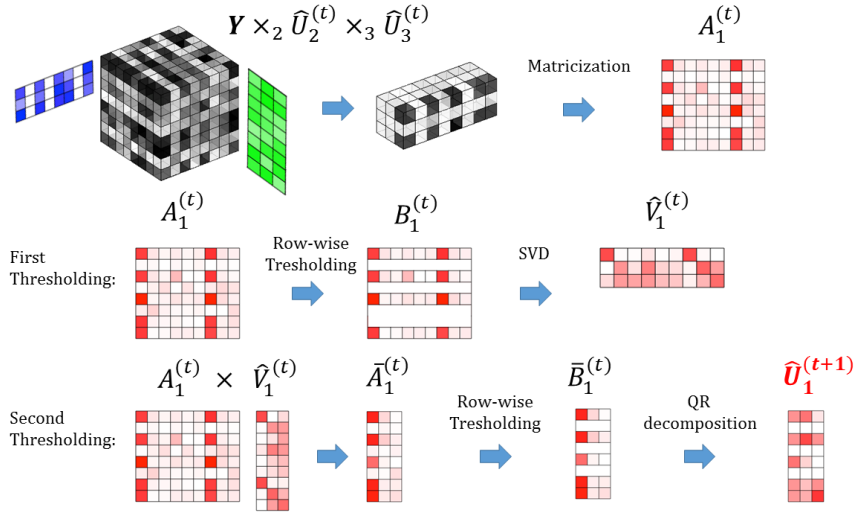 Y ×₂ Û₂⁽ᵗ⁾ ×₃ Û₃⁽ᵗ⁾
A₁⁽ᵗ⁾
Matricization
A₁⁽ᵗ⁾
B₁⁽ᵗ⁾
V̂₁⁽ᵗ⁾
First
Thresholding:
Row-wise
Tresholding
SVD
A₁⁽ᵗ⁾ × V̂₁⁽ᵗ⁾
Ā₁⁽ᵗ⁾
B̄₁⁽ᵗ⁾
Û₁⁽ᵗ⁺¹⁾
Second
Thresholding:
Row-wise
Tresholding
QR
decomposition